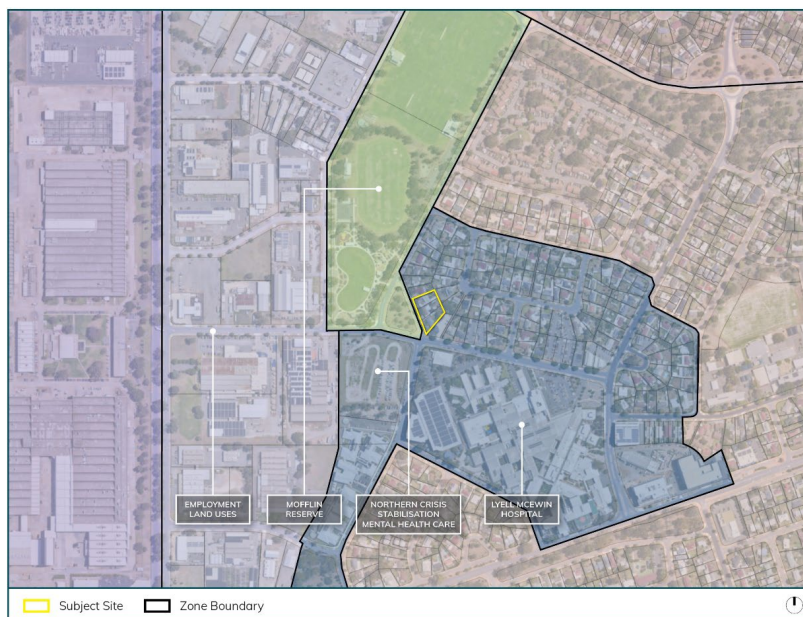 EMPLOYMENT
LAND USES
MOFFLIN
RESERVE
NORTHERN CRISIS
STABILISATION
MENTAL HEALTH CARE
LYELL MCEWIN
HOSPITAL
Subject Site
Zone Boundary